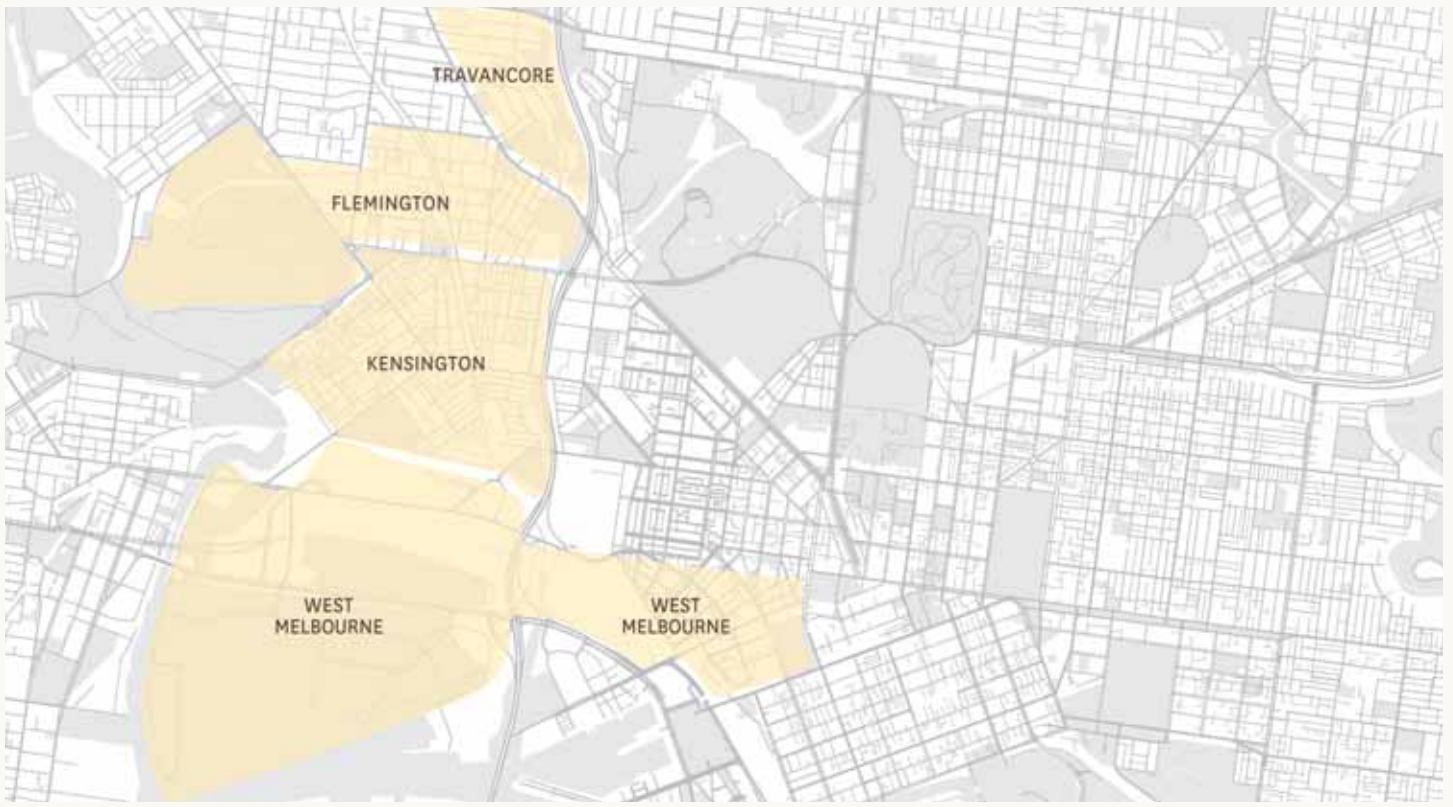 TRAVANCORE
FLEMINGTON
KENSINGTON
WEST
MELBOURNE
WEST
MELBOURNE